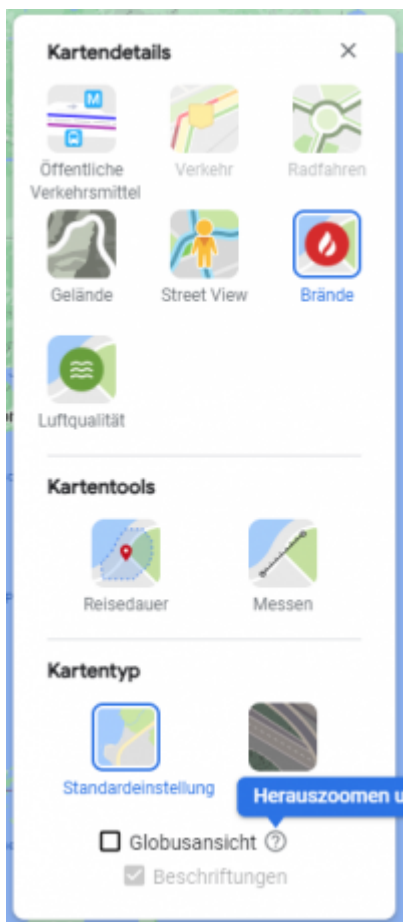 Kartendetails
Öffentliche Verkehr Radfahren
Verkehrsmittel
Gelände Street View Brände
Luftqualität
Kartentools
Reisedauer Messen
Kartentyp
Standardeinstellung
Herauszoomen u
Globusansicht
Beschriftungen